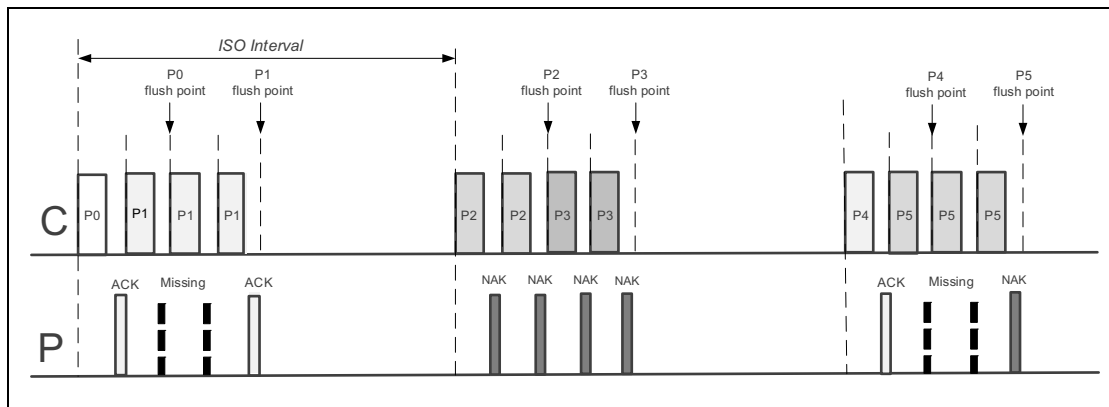 ISO Interval
P0
flush point
P1
flush point
P2
flush point
P3
flush point
P4
flush point
P5
flush point
C
P0
P1
P1
P1
P2
P2
P3
P3
P4
P5
P5
P5
ACK
Missing
ACK
NAK
NAK
NAK
NAK
ACK
Missing
NAK
P